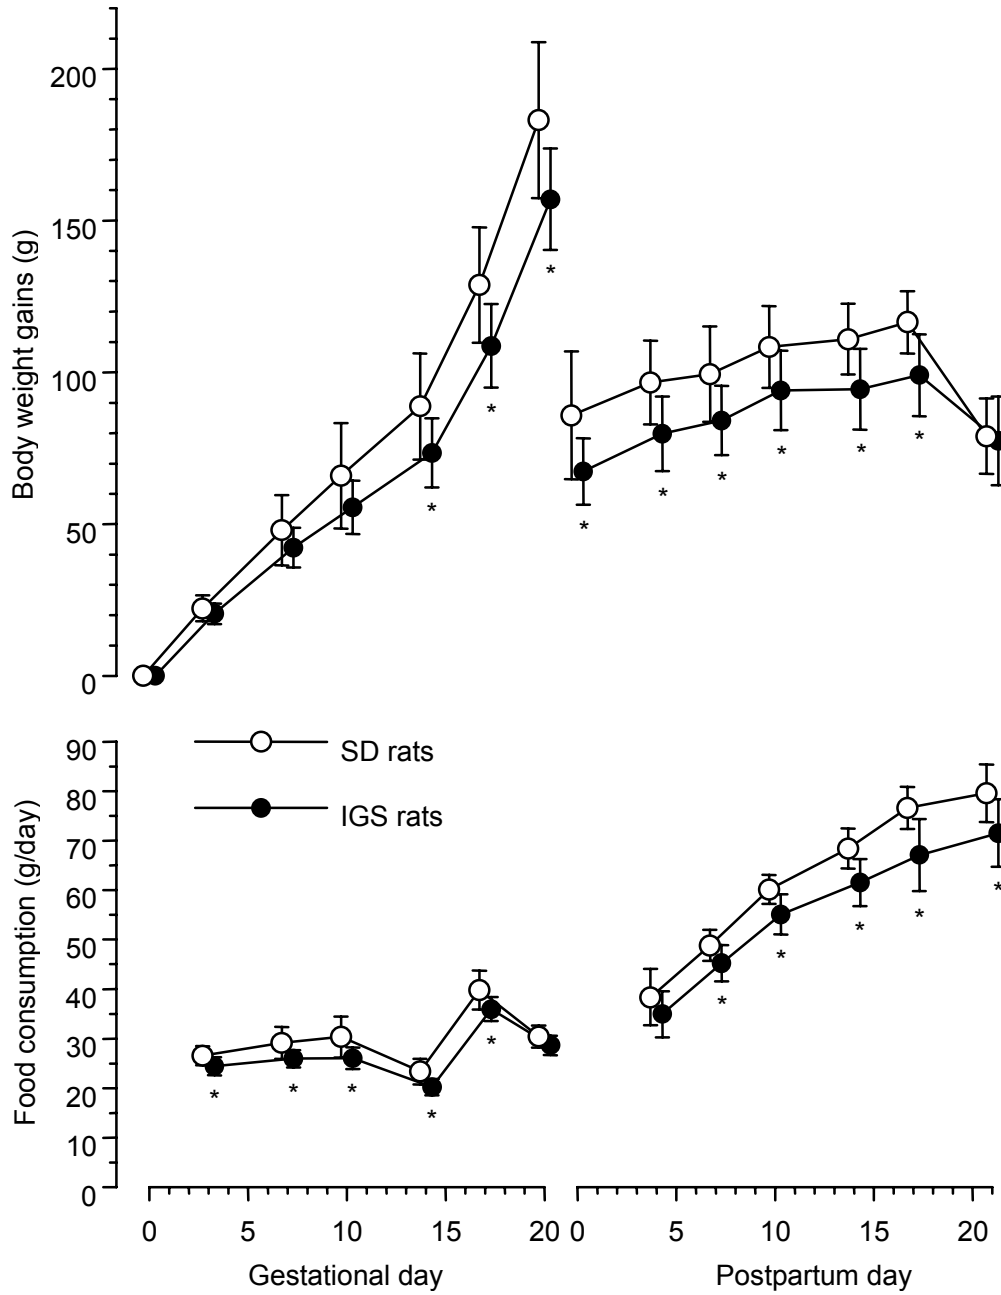 Body weight gains (g)
200
150
100
50
0
* * *
* * * * * *
SD rats
IGS rats
Food consumption (g/day)
90
80
70
60
50
40
30
20
10
0
* * * * *
* * * * *
0 5 10 15 20 0 5 10 15 20
Gestational day Postpartum day